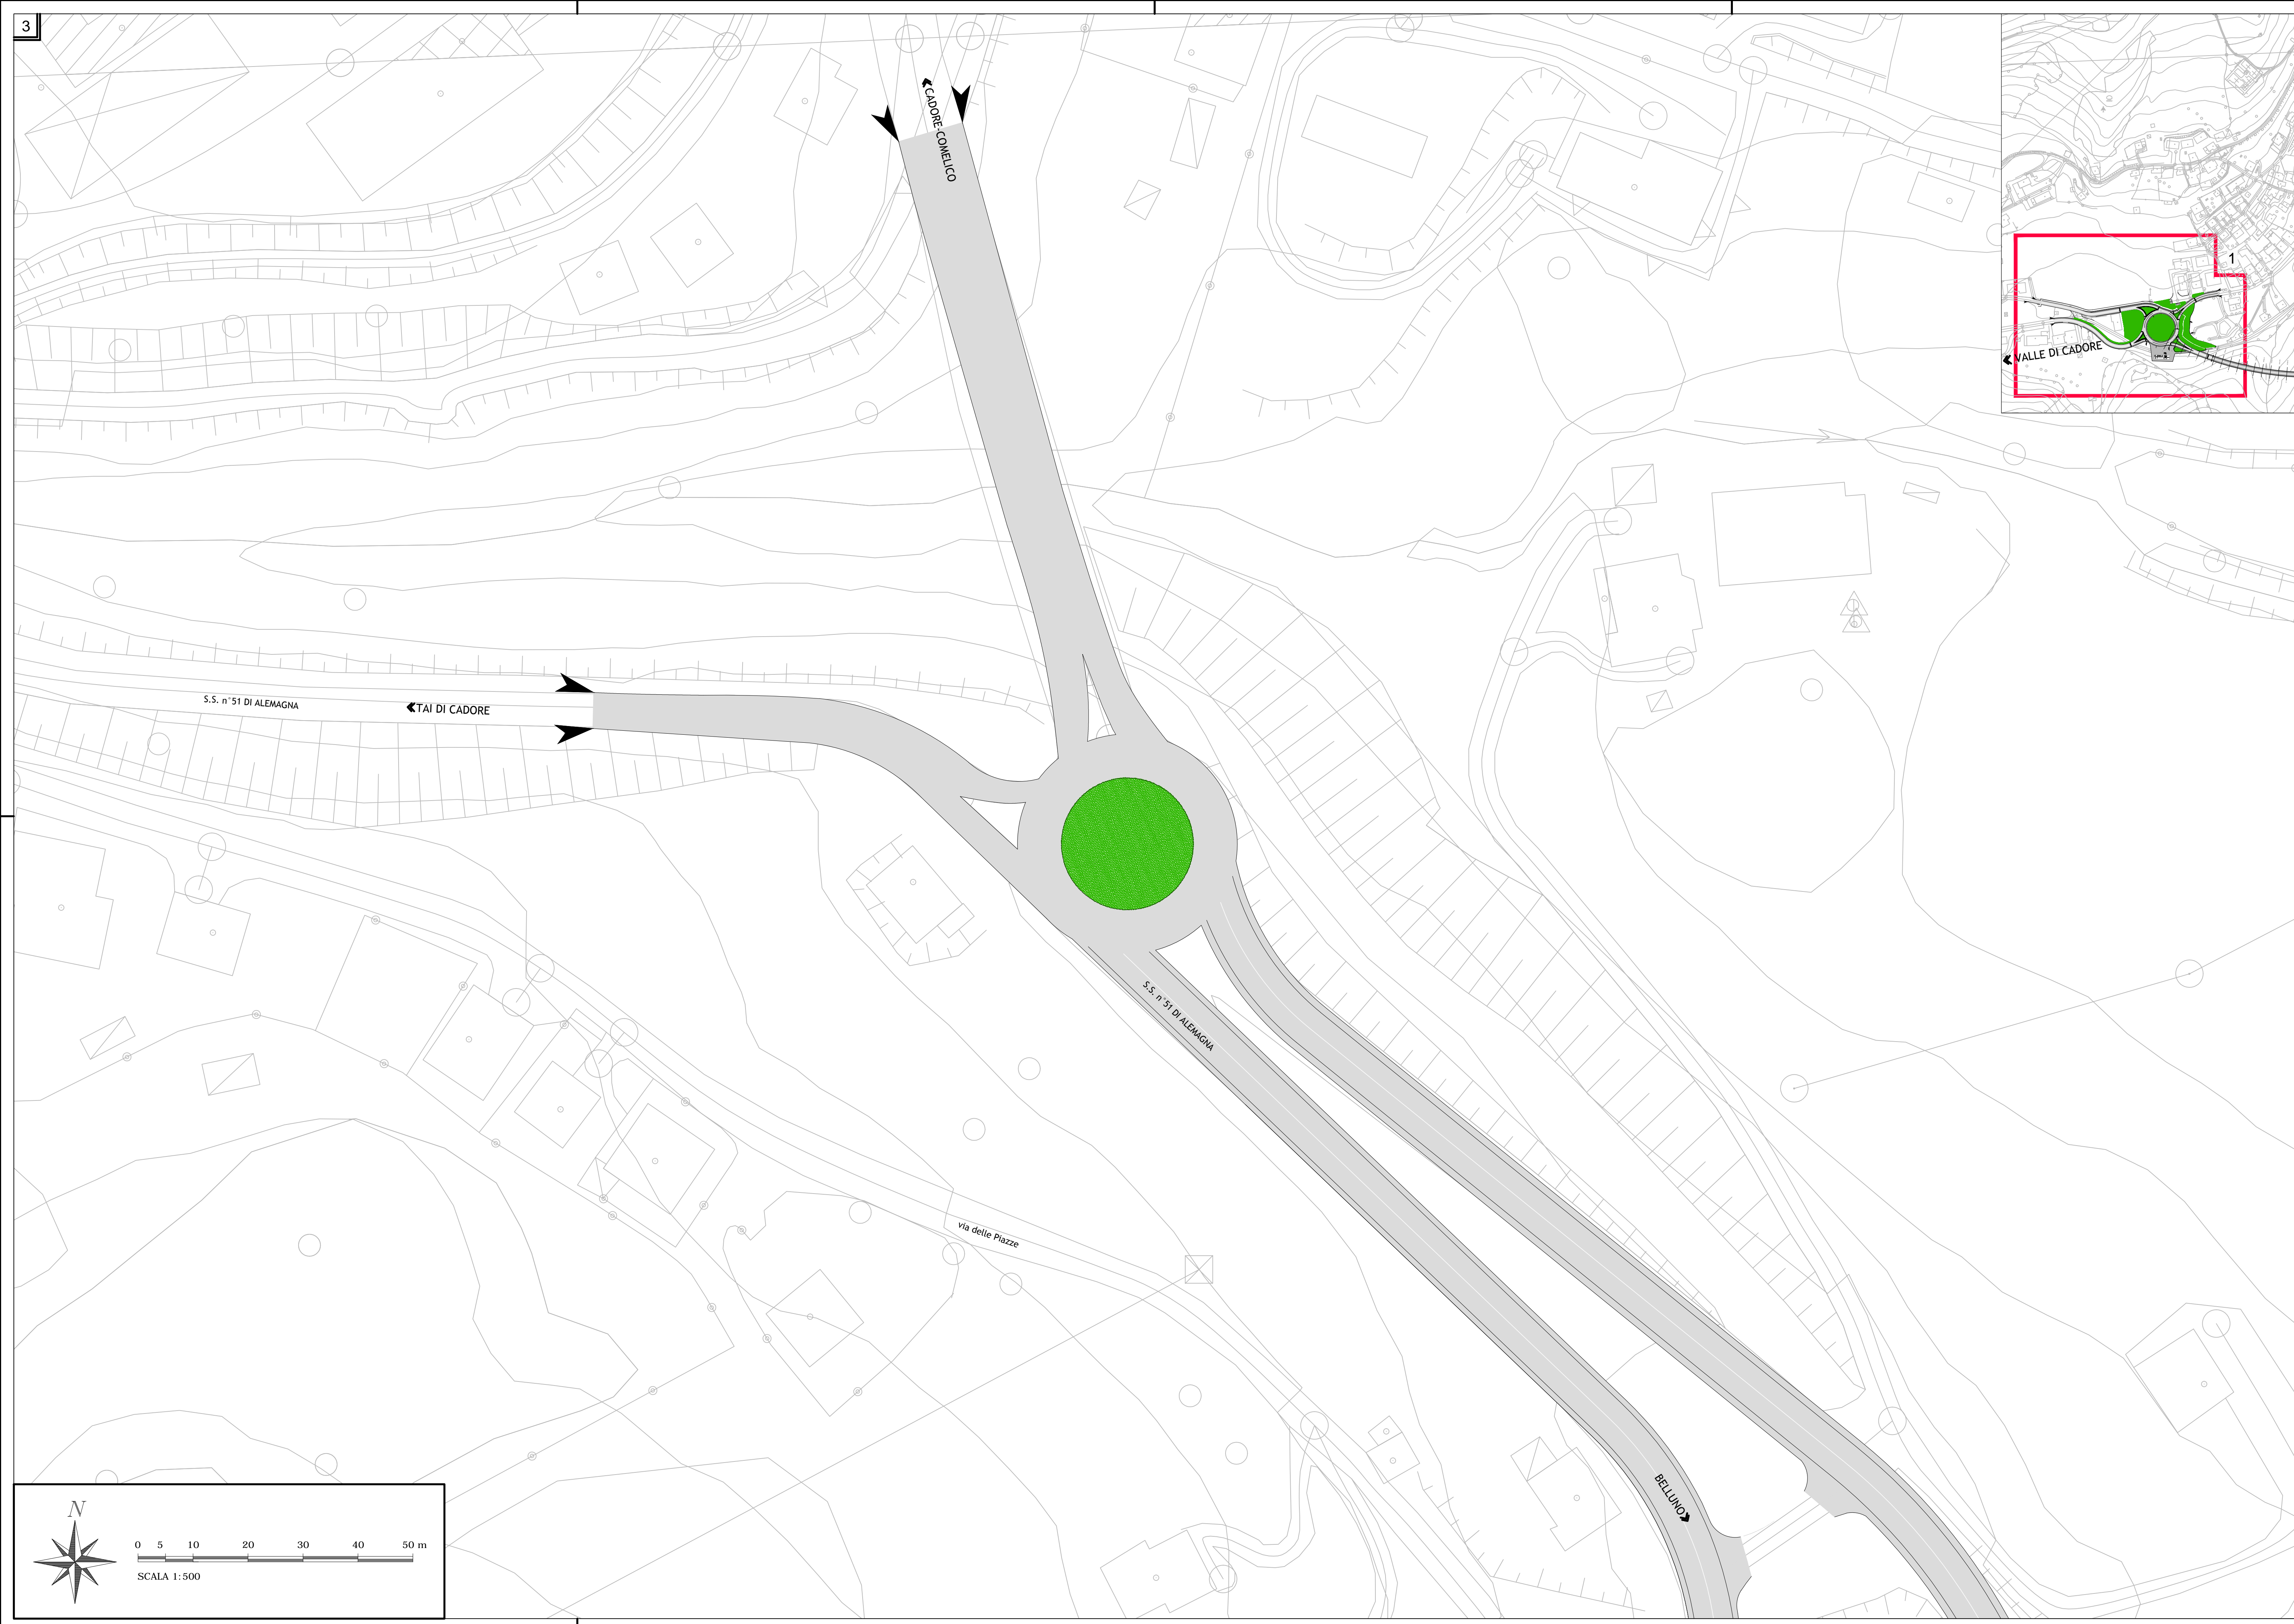 3
CADORE-COMELICO
1
VALLE DI CADORE
S.S. n°51 DI ALEMAGNA
TAI DI CADORE
S.S. n°51 DI ALEMAGNA
via delle Piazze
BELLUNO
N
0 5 10 20 30 40 50 m
SCALA 1:500